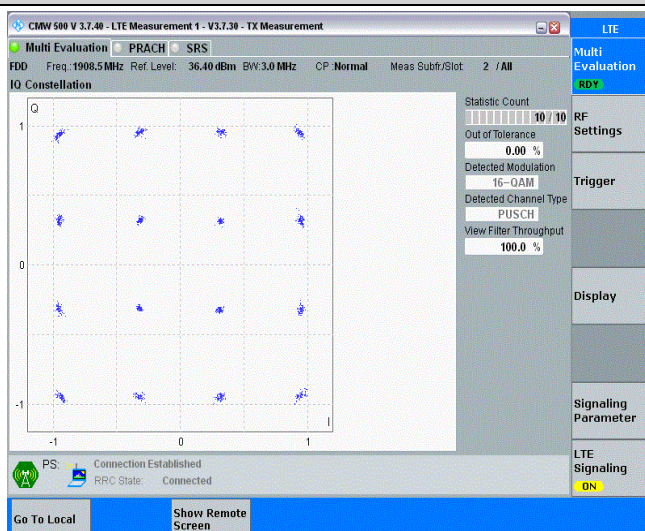 CMW 500 V 3.7.40 - LTE Measurement 1 - V3.7.30 - TX Measurement
LTE
Multi Evaluation PRACH SRS
FDD Freq.:1908.5 MHz Ref. Level: 36.40 dBm BW:3.0 MHz CP :Normal Meas Subfr./Slot: 2 / All
IQ Constellation
Q
1
0
-1
-1 0 1
I
Statistic Count
10 / 10
Out of Tolerance
0.00 %
Detected Modulation
16-QAM
Detected Channel Type
PUSCH
View Filter Throughput
100.0 %
Multi
Evaluation
RDY
RF
Settings
Trigger
Display
Signaling
Parameter
LTE
Signaling
ON
PS: Connection Established
RRC State: Connected
Go To Local
Show Remote
Screen